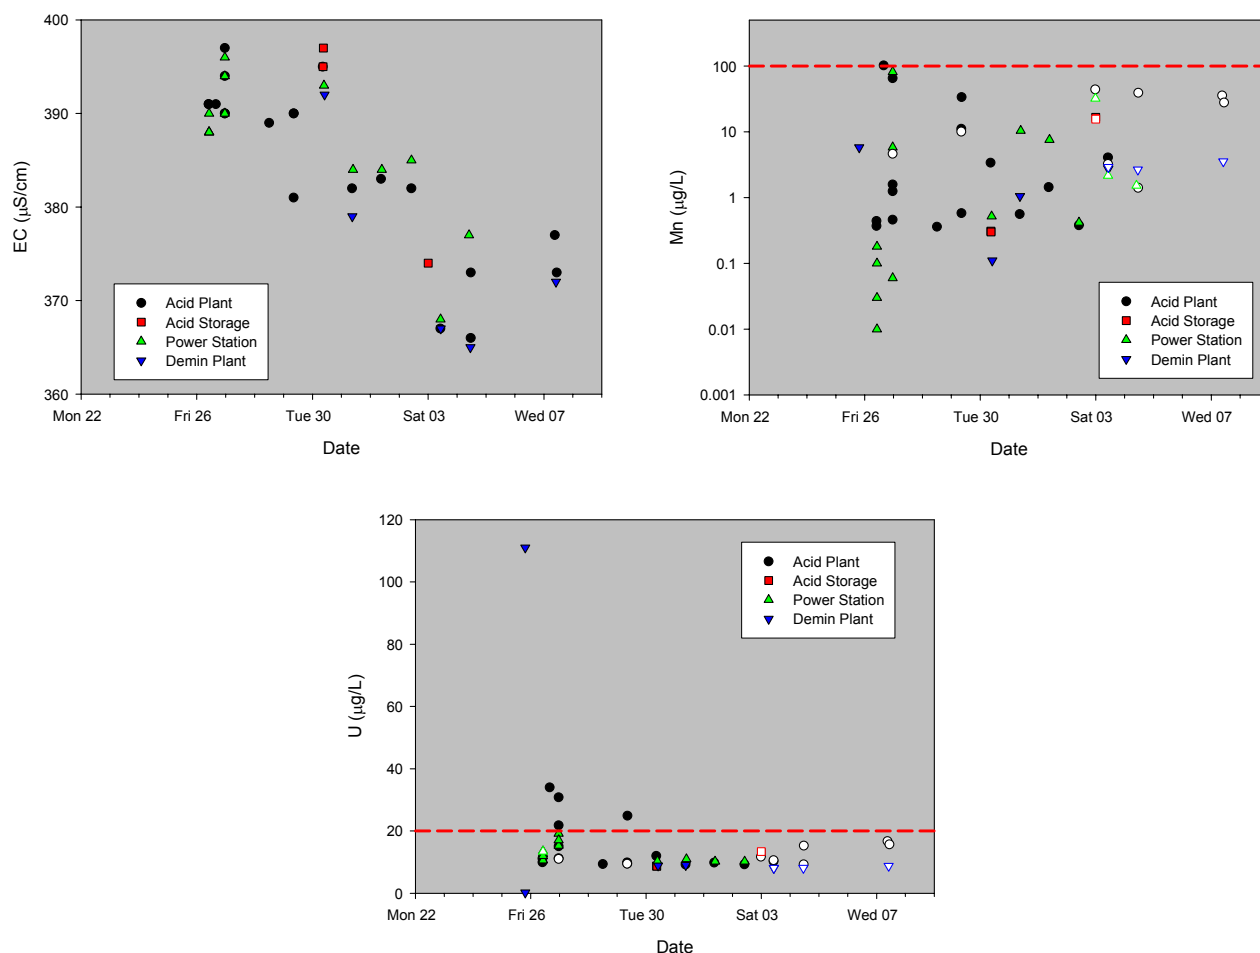 400
390
380
370
360
EC (µS/cm)
Mon 22 Fri 26 Tue 30 Sat 03 Wed 07
Date
Acid Plant
Acid Storage
Power Station
Demin Plant
100
10
1
0.1
0.01
0.001
Mn (µg/L)
Mon 22 Fri 26 Tue 30 Sat 03 Wed 07
Date
Acid Plant
Acid Storage
Power Station
Demin Plant
120
100
80
60
40
20
0
U (µg/L)
Mon 22 Fri 26 Tue 30 Sat 03 Wed 07
Date
Acid Plant
Acid Storage
Power Station
Demin Plant